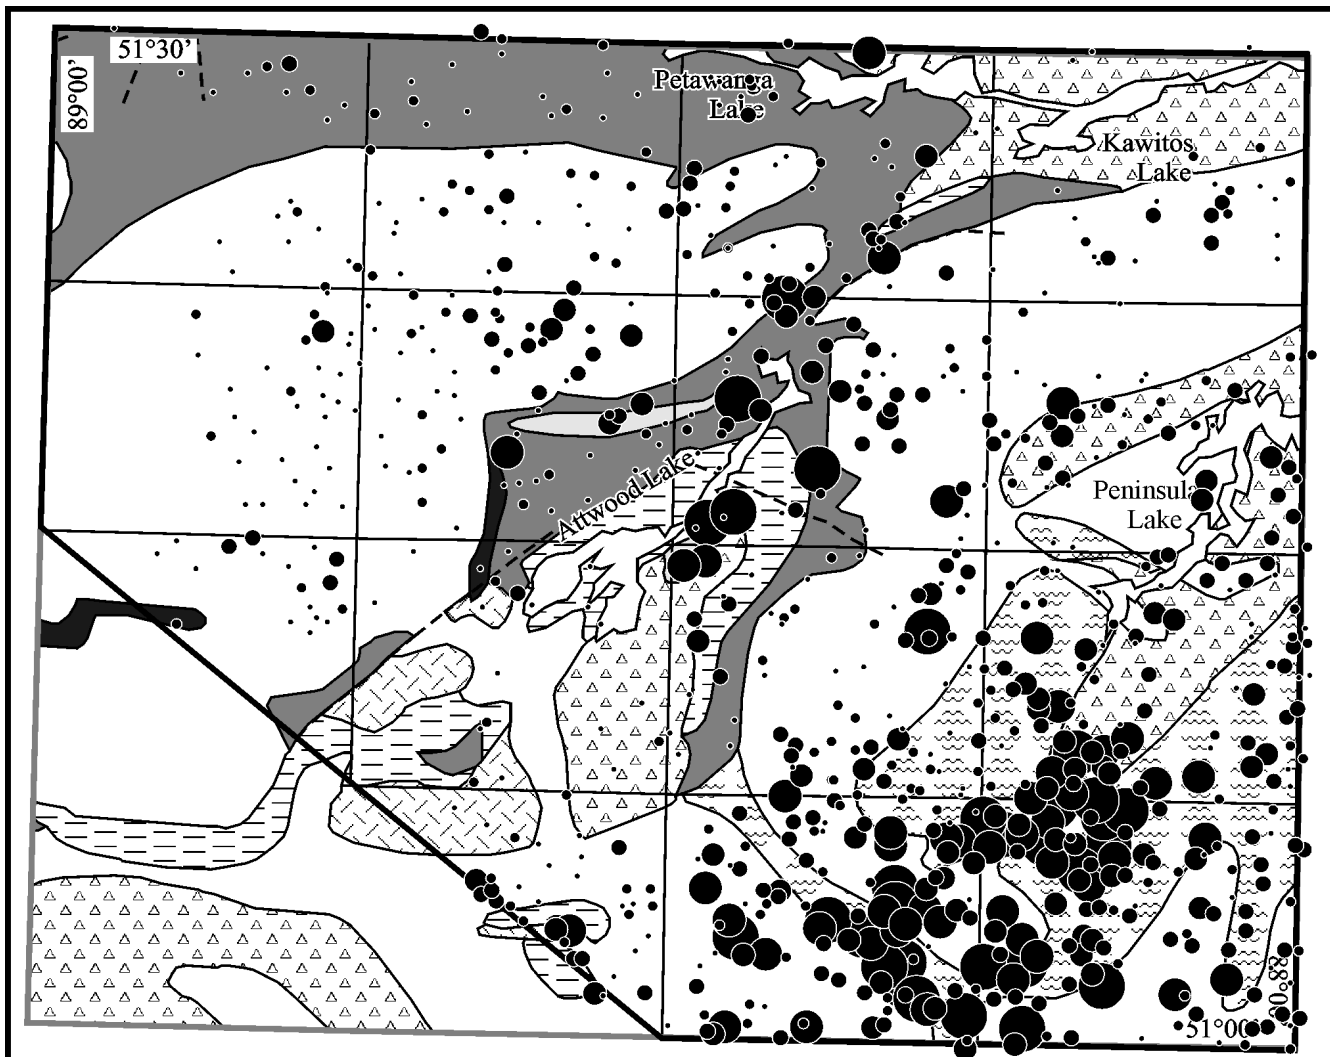 51°30’
89°00’
Petawanga
Lake
Kawitos
Lake
Attwood Lake
Peninsula
Lake
88°00’
51°00’